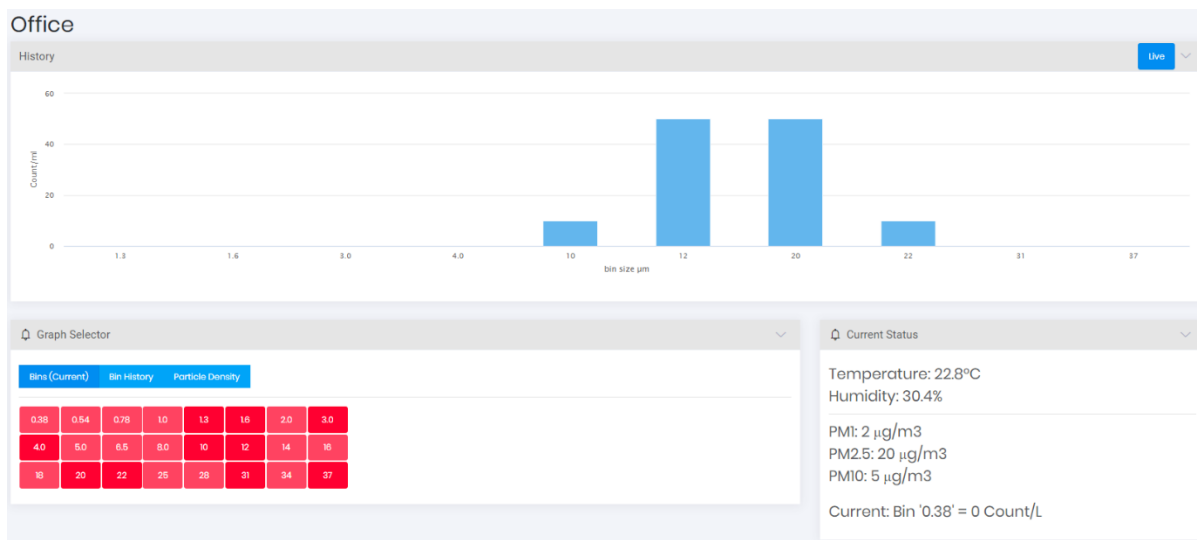 Office
History
Live
60
40
20
0
Count/ml
1.3 1.6 3.0 4.0 10 12 20 22 31 37
bin size µm
Graph Selector
Bins (Current) Bin History Particle Density
0.38 0.54 0.78 1.0 1.3 1.6 2.0 3.0
4.0 5.0 6.5 8.0 10 12 14 16
18 20 22 25 28 31 34 37
Current Status
Temperature: 22.8ºC
Humidity: 30.4%
PM1: 2 µg/m3
PM2.5: 20 µg/m3
PM10: 5 µg/m3
Current: Bin '0.38' = 0 Count/L